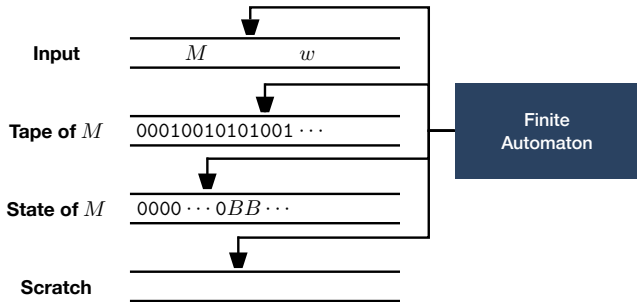 Input
M w
Tape of M
00010010101001 ···
State of M
0000 ··· 0BB ···
Scratch
Finite
Automaton